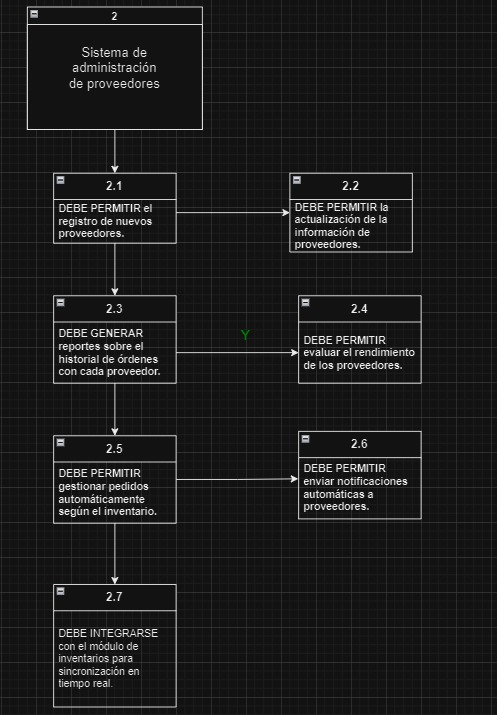 2
Sistema de
administración
de proveedores
2.1
DEBE PERMITIR el
registro de nuevos
proveedores.
2.2
DEBE PERMITIR la
actualización de la
información de
proveedores.
2.3
DEBE GENERAR
reportes sobre el
historial de órdenes
con cada proveedor.
Y
2.4
DEBE PERMITIR
evaluar el rendimiento
de los proveedores.
2.5
DEBE PERMITIR
gestionar pedidos
automáticamente
según el inventario.
2.6
DEBE PERMITIR
enviar notificaciones
automáticas a
proveedores.
2.7
DEBE INTEGRARSE
con el módulo de
inventarios para
sincronización en
tiempo real.